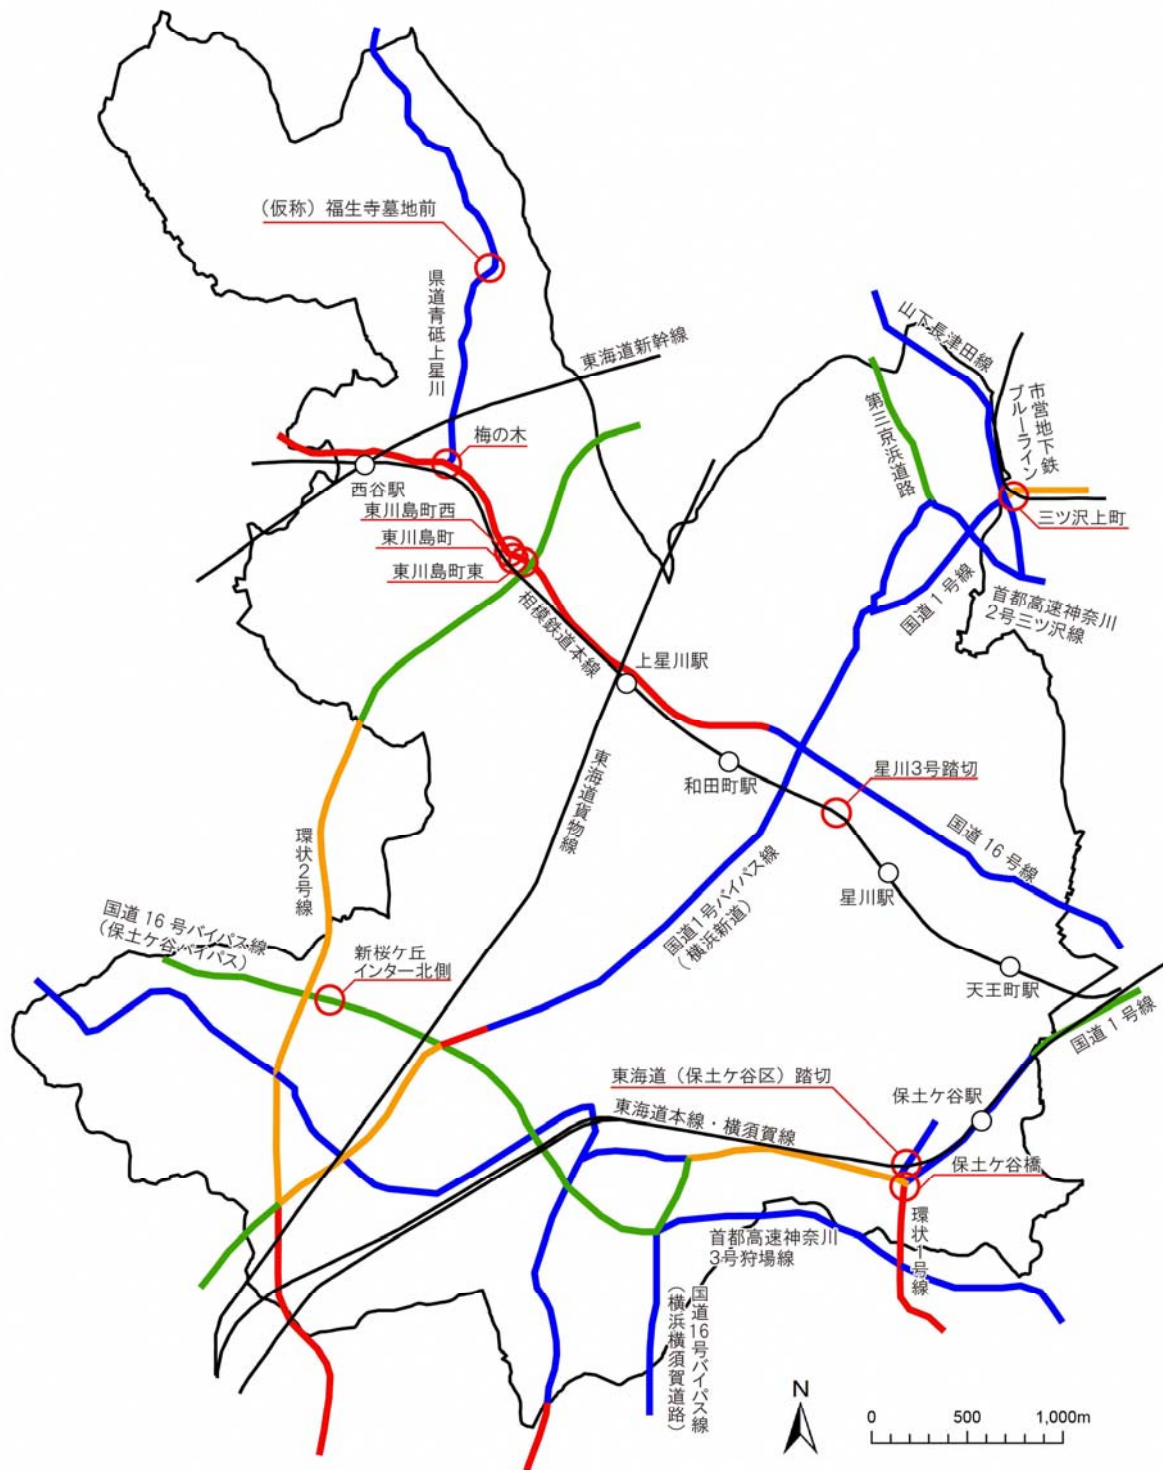 （仮称）福生寺墓地前
県道青砥上星川
東海道新幹線
山下長津田線
市営地下鉄
ブルーライン
第三京浜道路
梅の木
西谷駅
三ツ沢上町
東川島町西
東川島町
東川島町東
相模鉄道本線
国道1号線
首都高速神奈川
2号三ツ沢線
上星川駅
東海道貨物線
和田町駅
星川3号踏切
国道 16 号線
環状2号線
星川駅
国道1号バイパス線
（横浜新道）
国道 16 号バイパス線
（保土ケ谷バイパス）
新桜ケ丘
インター北側
天王町駅
国道 1 号線
東海道（保土ケ谷区）踏切
保土ケ谷駅
東海道本線・横須賀線
保土ケ谷橋
環状1号線
首都高速神奈川
3号狩場線
国道16号バイパス線
（横浜横須賀道路）
N
0 500 1,000m